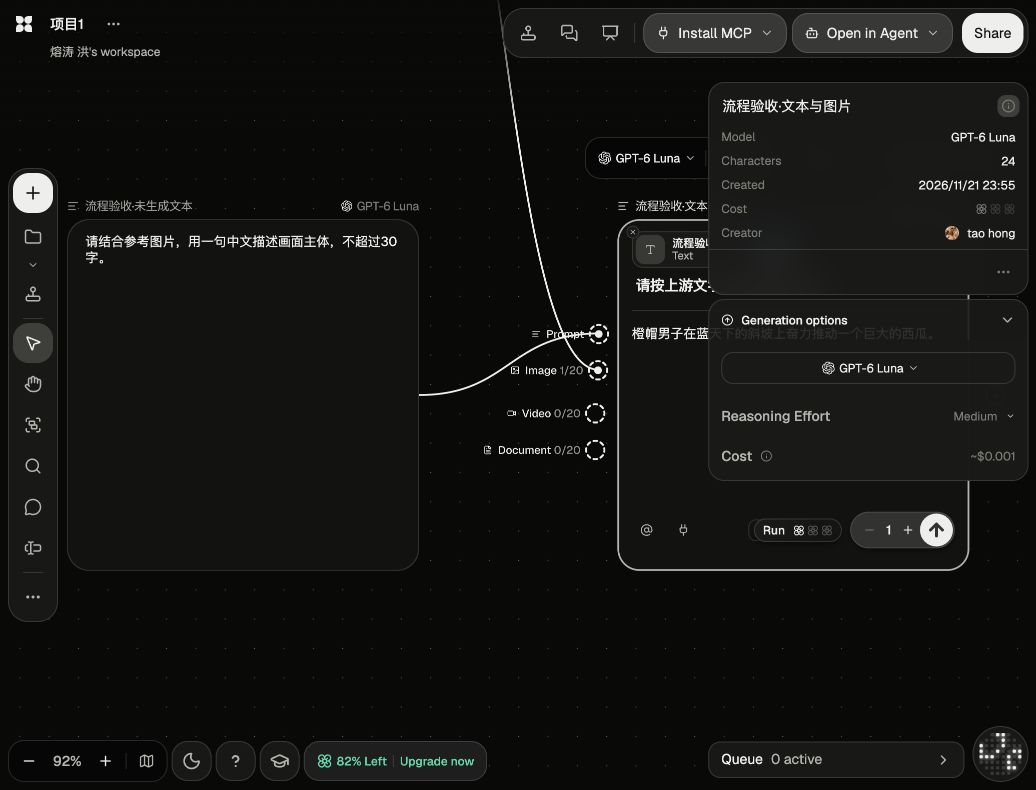 项目1
熔涛 洪's workspace
Install MCP
Open in Agent
Share
流程验收·文本与图片
Model
GPT-6 Luna
Characters
24
Created
2026/11/21 23:55
Cost
Creator
tao hong
GPT-6 Luna
流程验收·未生成文本
GPT-6 Luna
请结合参考图片，用一句中文描述画面主体，不超过30
字。
流程验收·文本
T
流程验
Text
请按上游文
橙帽男子在蓝天下的斜坡上奋力推动一个巨大的西瓜。
Prompt
Image 1/20
Video 0/20
Document 0/20
Generation options
GPT-6 Luna
Reasoning Effort
Medium
Cost
~$0.001
@
Run
1
92%
?
82% Left
Upgrade now
Queue 0 active